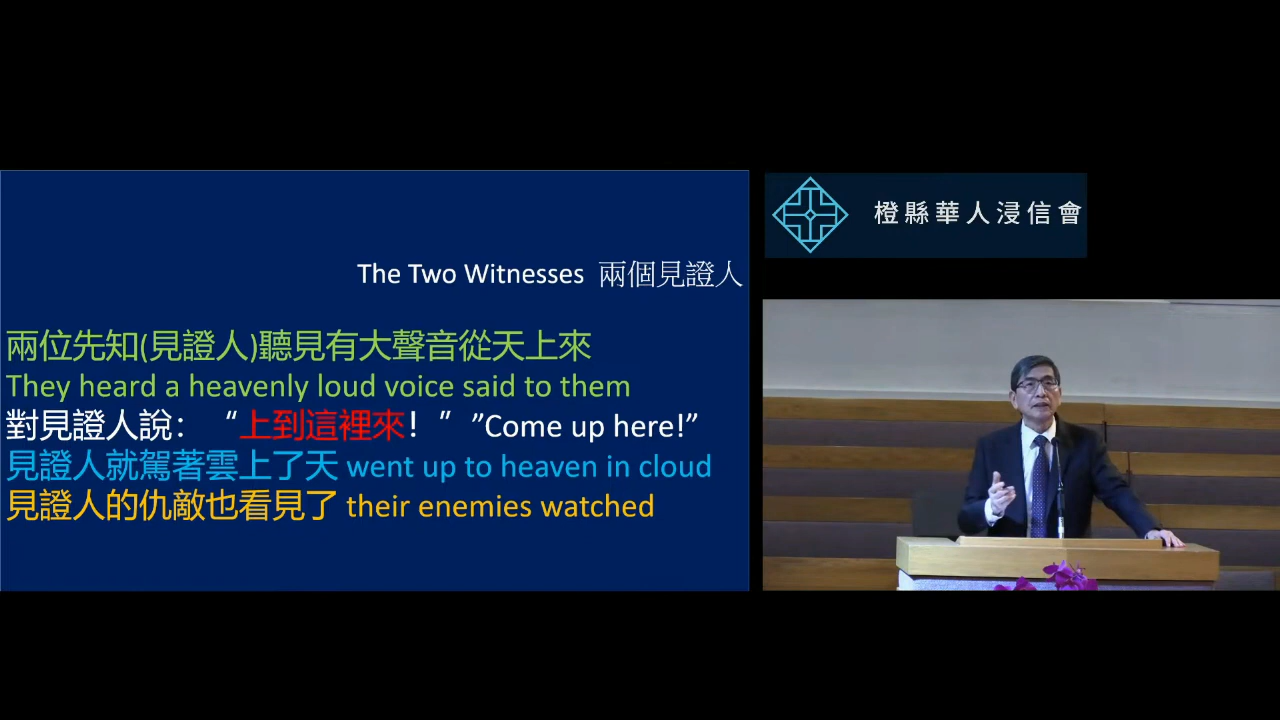 The Two Witnesses 兩個見證人
兩位先知(見證人)聽見有大聲音從天上來
They heard a heavenly loud voice said to them
對見證人說：“上到這裡來！””Come up here!”
見證人就駕著雲上了天 went up to heaven in cloud
見證人的仇敵也看見了 their enemies watched
橙縣華人浸信會